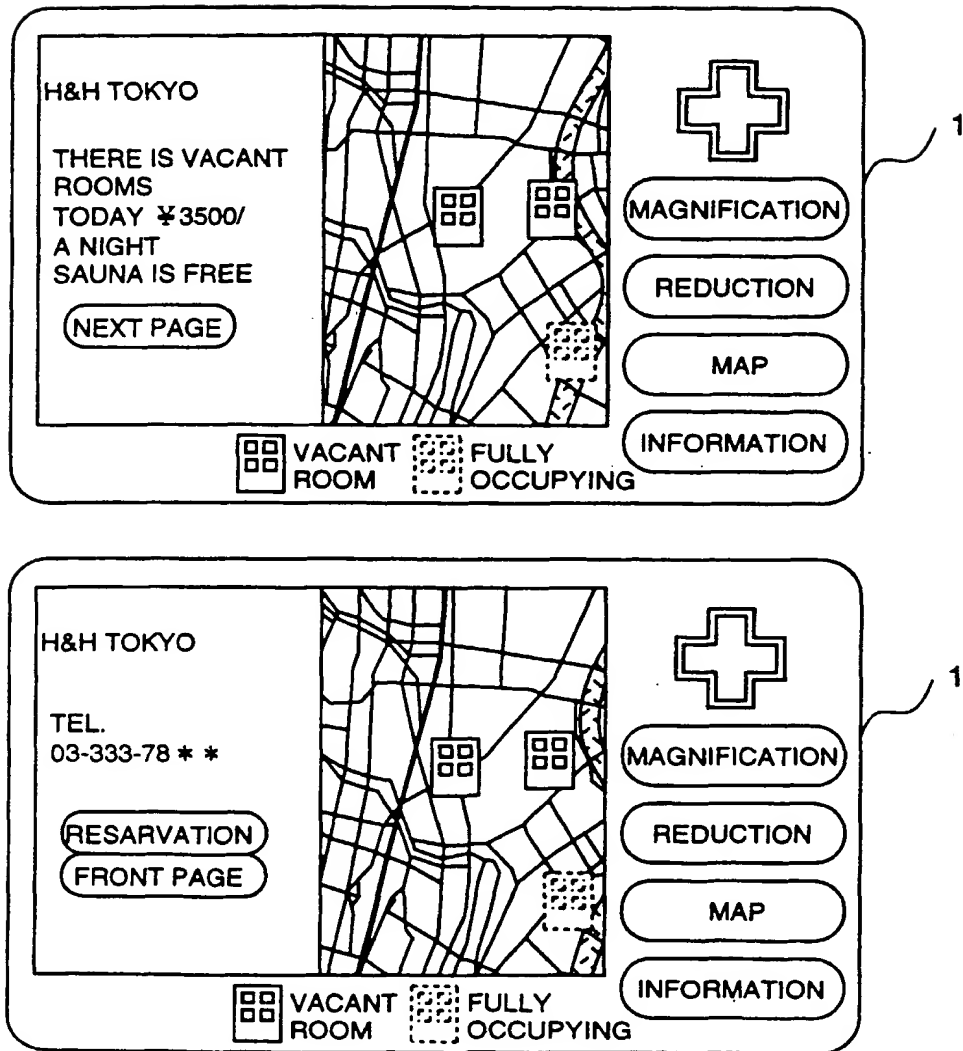 H&H TOKYO
THERE IS VACANT
ROOMS
TODAY ¥3500/
A NIGHT
SAUNA IS FREE
NEXT PAGE
MAGNIFICATION
REDUCTION
MAP
INFORMATION
VACANT
ROOM
FULLY
OCCUPYING
1
H&H TOKYO
TEL.
03-333-78 * *
RESARVATION
FRONT PAGE
MAGNIFICATION
REDUCTION
MAP
INFORMATION
VACANT
ROOM
FULLY
OCCUPYING
1